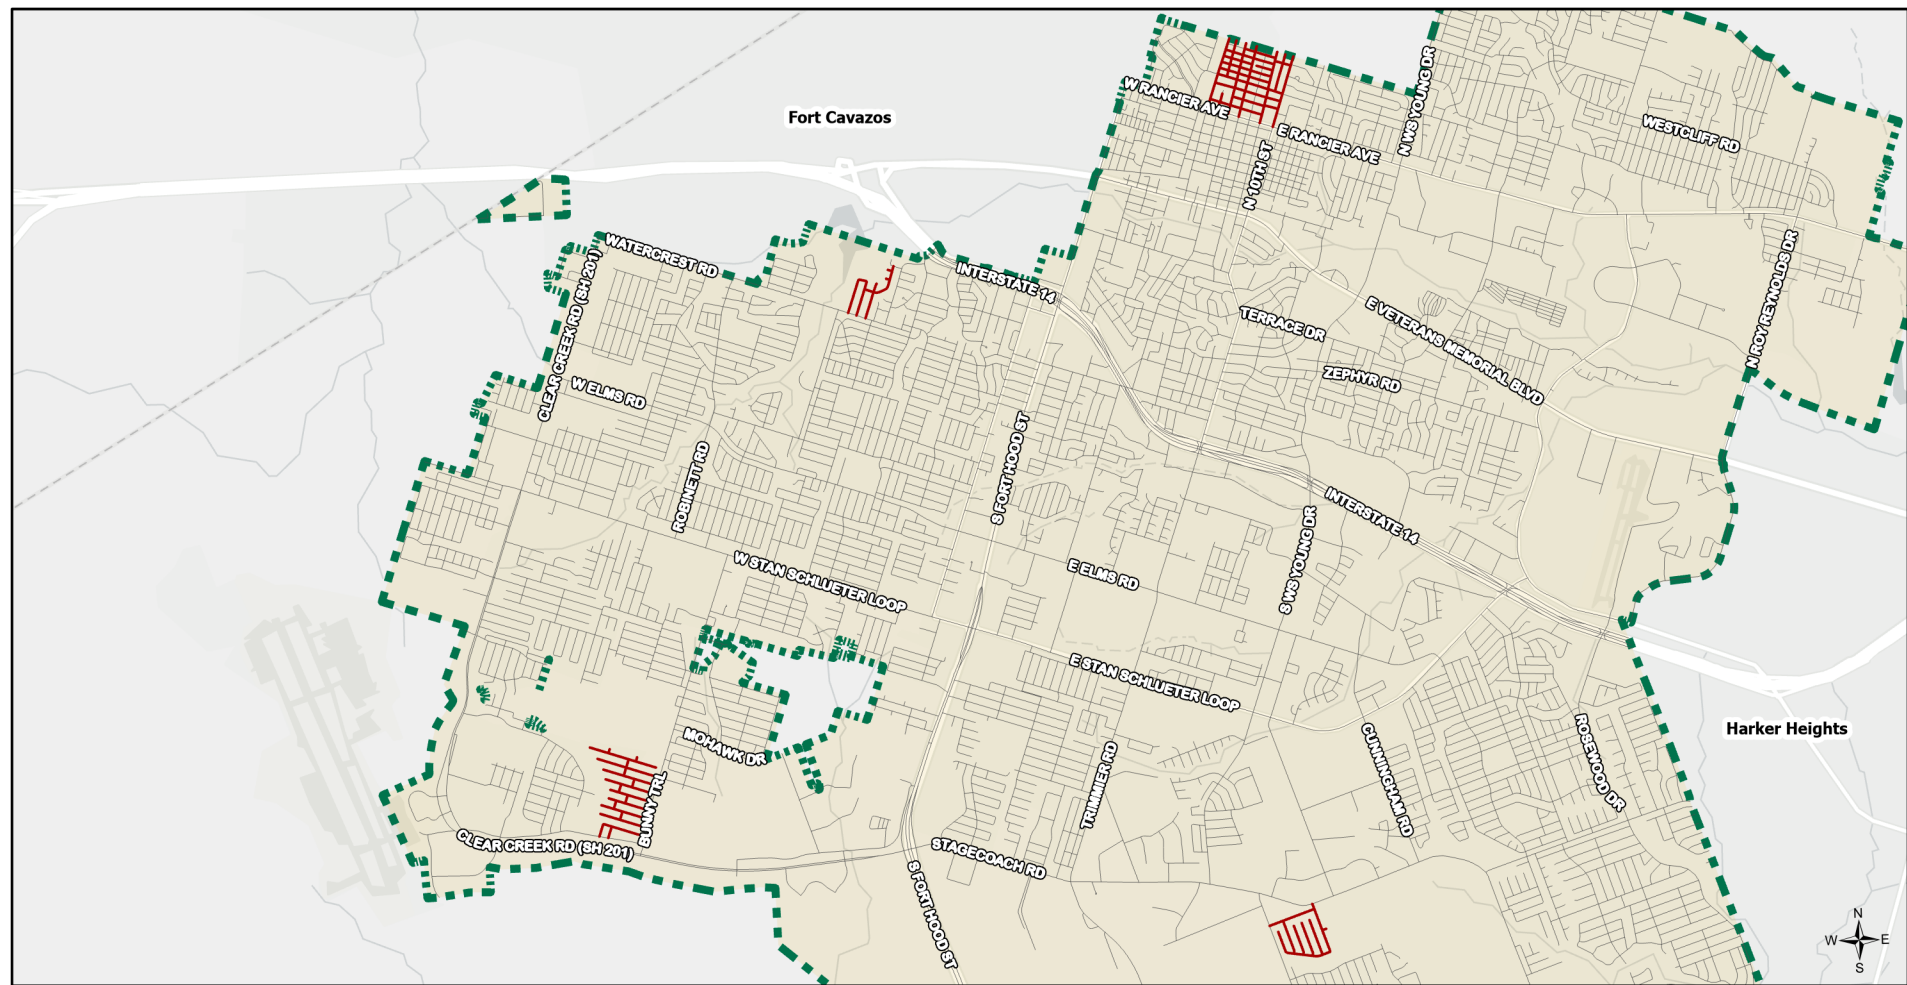 N WS YOUNG DR
W RANCIER AVE
Fort Cavazos
E RANCIER AVE
WESTCLIFF RD
N 10TH ST
WATERCREST RD
CLEAR CREEK RD (SH 201)
INTERSTATE 14
N ROY REYNOLDS DR
TERRACE DR
E VETERANS MEMORIAL BLVD
ZEPHYR RD
W ELMS RD
ROBINETT RD
S FORT HOOD ST
INTERSTATE 14
S WS YOUNG DR
W STAN SCHLUETER LOOP
E ELMS RD
E STAN SCHLUETER LOOP
Harker Heights
MOHAWK DR
CUNNINGHAM RD
ROSEWOOD DR
TRIMMIER RD
BUNNY TRL
CLEAR CREEK RD (SH 201)
STAGECOACH RD
S FORT HOOD ST
N
W E
S